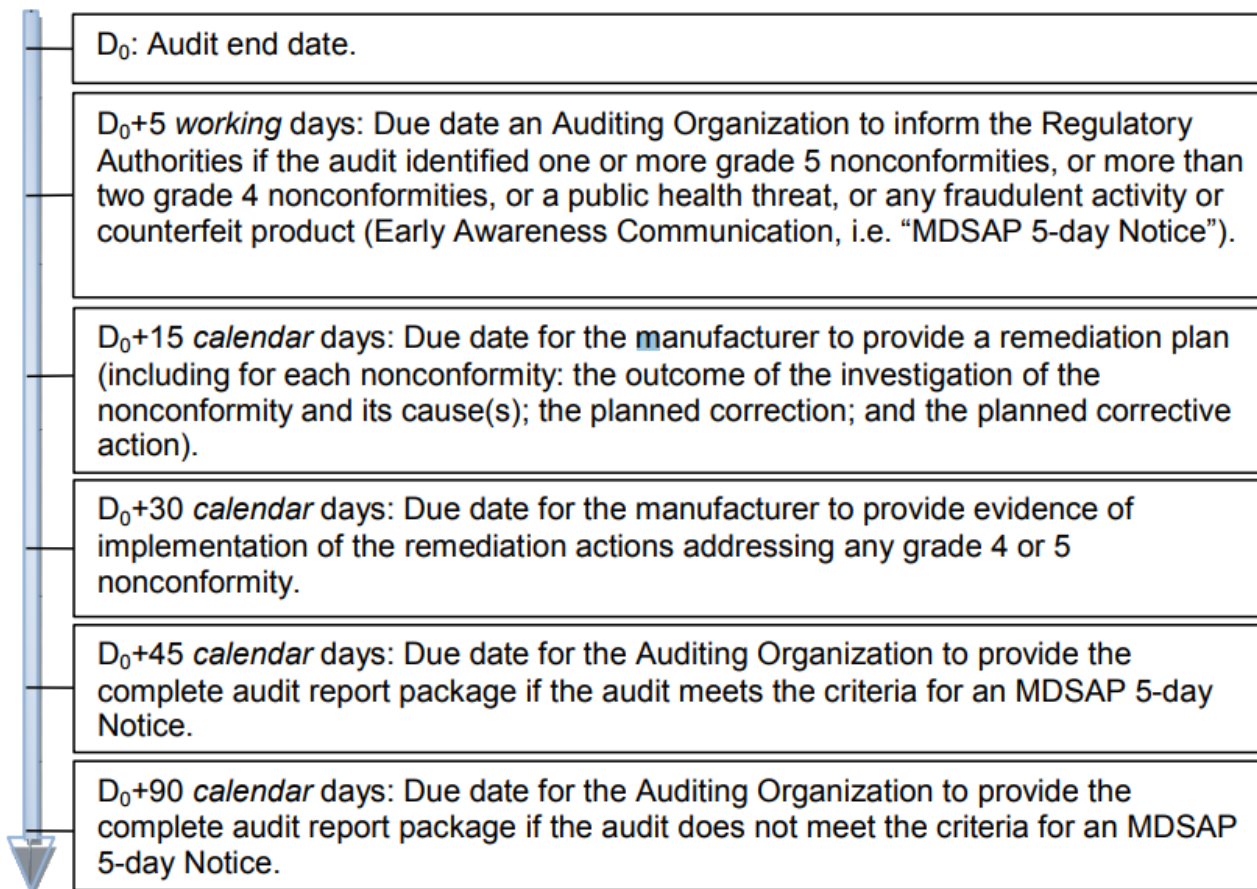 D₀: Audit end date.
D₀+5 working days: Due date an Auditing Organization to inform the Regulatory
Authorities if the audit identified one or more grade 5 nonconformities, or more than
two grade 4 nonconformities, or a public health threat, or any fraudulent activity or
counterfeit product (Early Awareness Communication, i.e. “MDSAP 5-day Notice”).
D₀+15 calendar days: Due date for the manufacturer to provide a remediation plan
(including for each nonconformity: the outcome of the investigation of the
nonconformity and its cause(s); the planned correction; and the planned corrective
action).
D₀+30 calendar days: Due date for the manufacturer to provide evidence of
implementation of the remediation actions addressing any grade 4 or 5
nonconformity.
D₀+45 calendar days: Due date for the Auditing Organization to provide the
complete audit report package if the audit meets the criteria for an MDSAP 5-day
Notice.
D₀+90 calendar days: Due date for the Auditing Organization to provide the
complete audit report package if the audit does not meet the criteria for an MDSAP
5-day Notice.